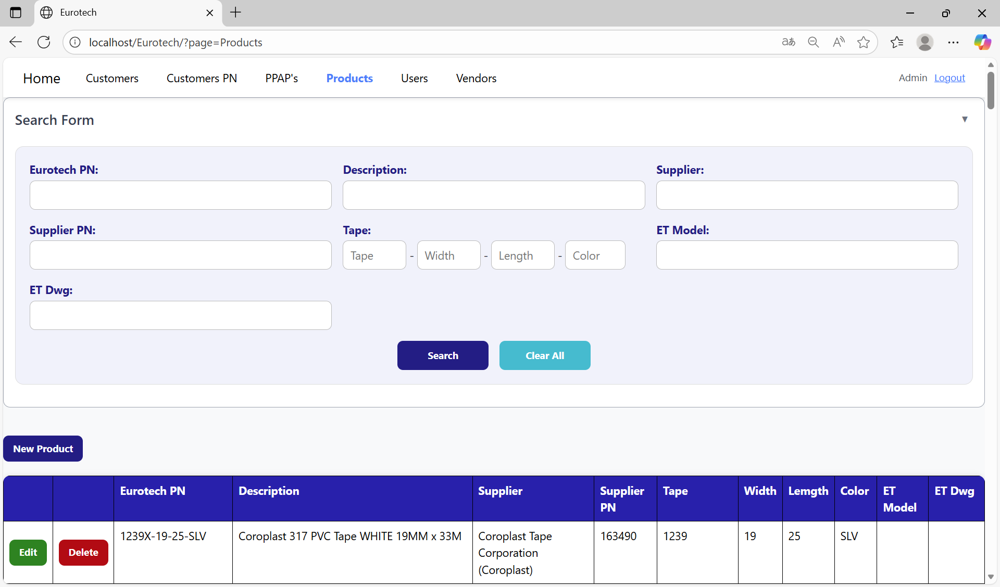 Eurotech
localhost/Eurotech/?page=Products
aあ
Home Customers Customers PN PPAP's Products Users Vendors Admin Logout
Search Form
Eurotech PN: Description: Supplier:
Supplier PN: Tape: ET Model:
Tape - Width - Length - Color
ET Dwg:
Search Clear All
New Product
Eurotech PN Description Supplier Supplier PN Tape Width Lemgth Color ET Model ET Dwg
Edit Delete 1239X-19-25-SLV Coroplast 317 PVC Tape WHITE 19MM x 33M Coroplast Tape Corporation (Coroplast) 163490 1239 19 25 SLV